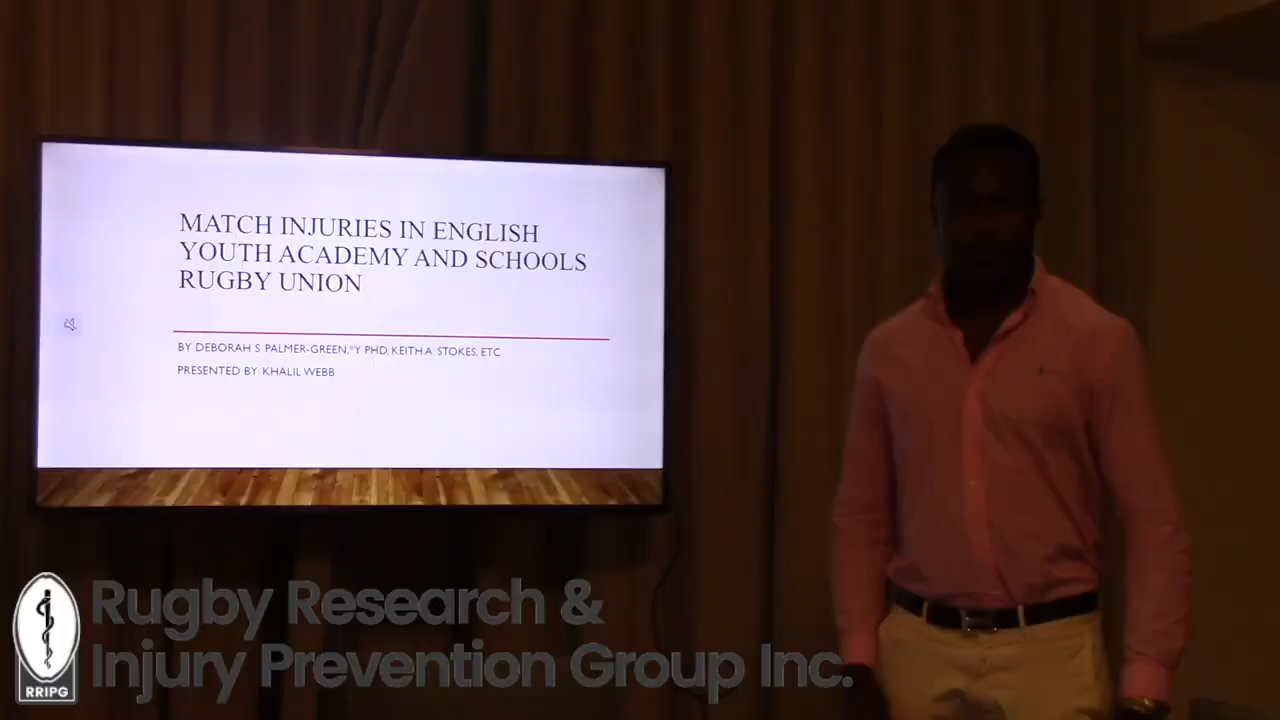 MATCH INJURIES IN ENGLISH
YOUTH ACADEMY AND SCHOOLS
RUGBY UNION
BY DEBORAH S PALMER-GREEN,*Y PHD, KEITH A. STOKES, ETC
PRESENTED BY: KHALIL WEBB
Rugby Research &
Injury Prevention Group Inc.
RRIPG